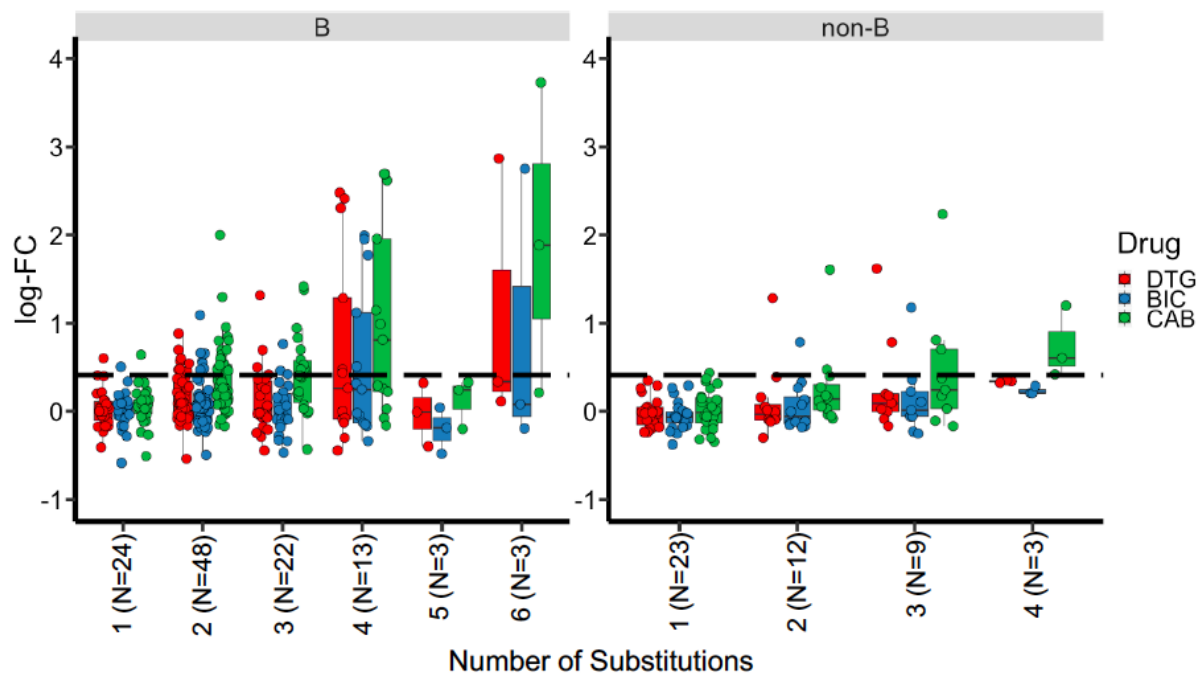 B
non-B
4
3
2
1
0
-1
4
3
2
1
0
-1
log-FC
1 (N=24)
2 (N=48)
3 (N=22)
4 (N=13)
5 (N=3)
6 (N=3)
1 (N=23)
2 (N=12)
3 (N=9)
4 (N=3)
Number of Substitutions
Drug
DTG
BIC
CAB